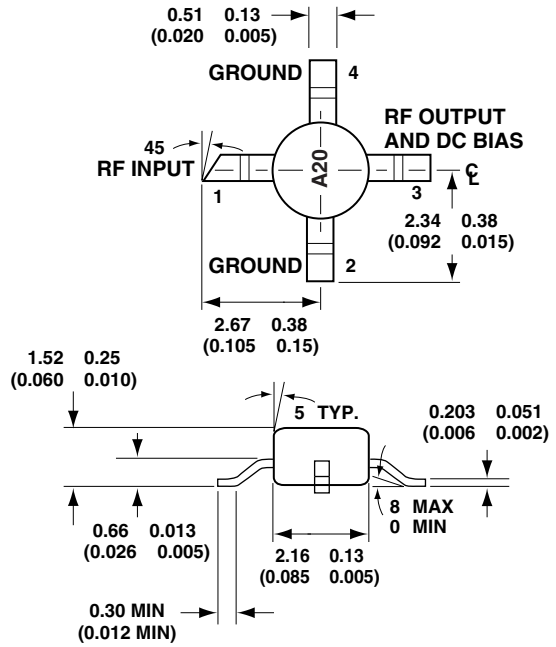 0.51 0.13
(0.020 0.005)
GROUND 4
RF OUTPUT
AND DC BIAS
45
RF INPUT
A20
C L
1
3
2.34 0.38
(0.092 0.015)
GROUND 2
2.67 0.38
(0.105 0.15)
1.52 0.25
(0.060 0.010)
5 TYP.
0.203 0.051
(0.006 0.002)
8 MAX
0 MIN
0.66 0.013
(0.026 0.005)
2.16 0.13
(0.085 0.005)
0.30 MIN
(0.012 MIN)